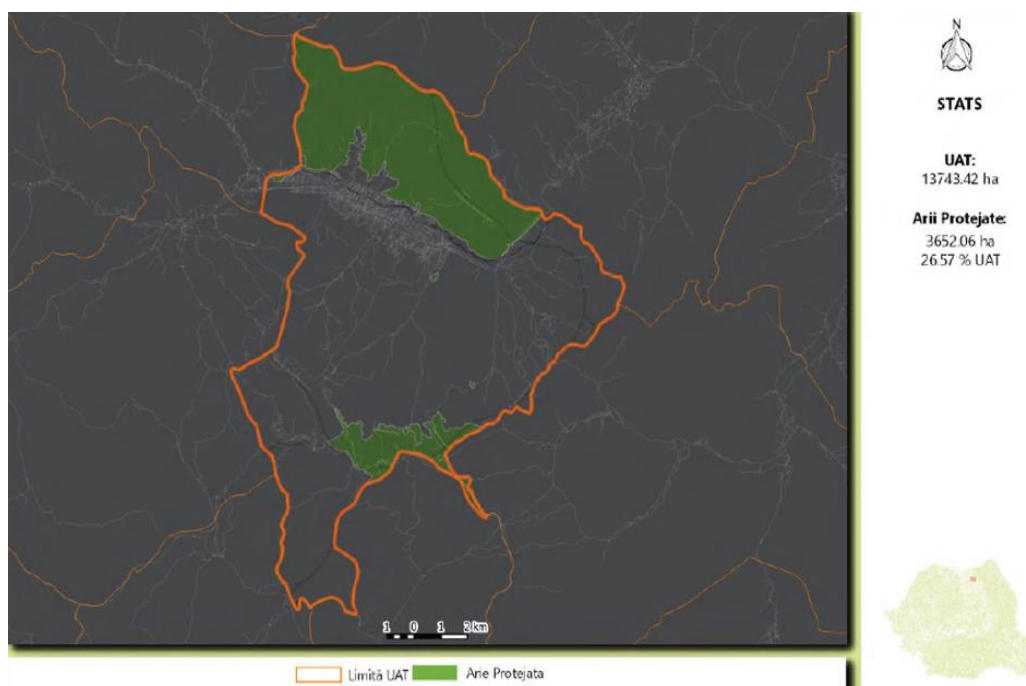 N
STATS
UAT:
13743.42 ha
Arii Protejate:
3652.06 ha
26.57 % UAT
1 0 1 2 km
Limită UAT
Arie Protejata